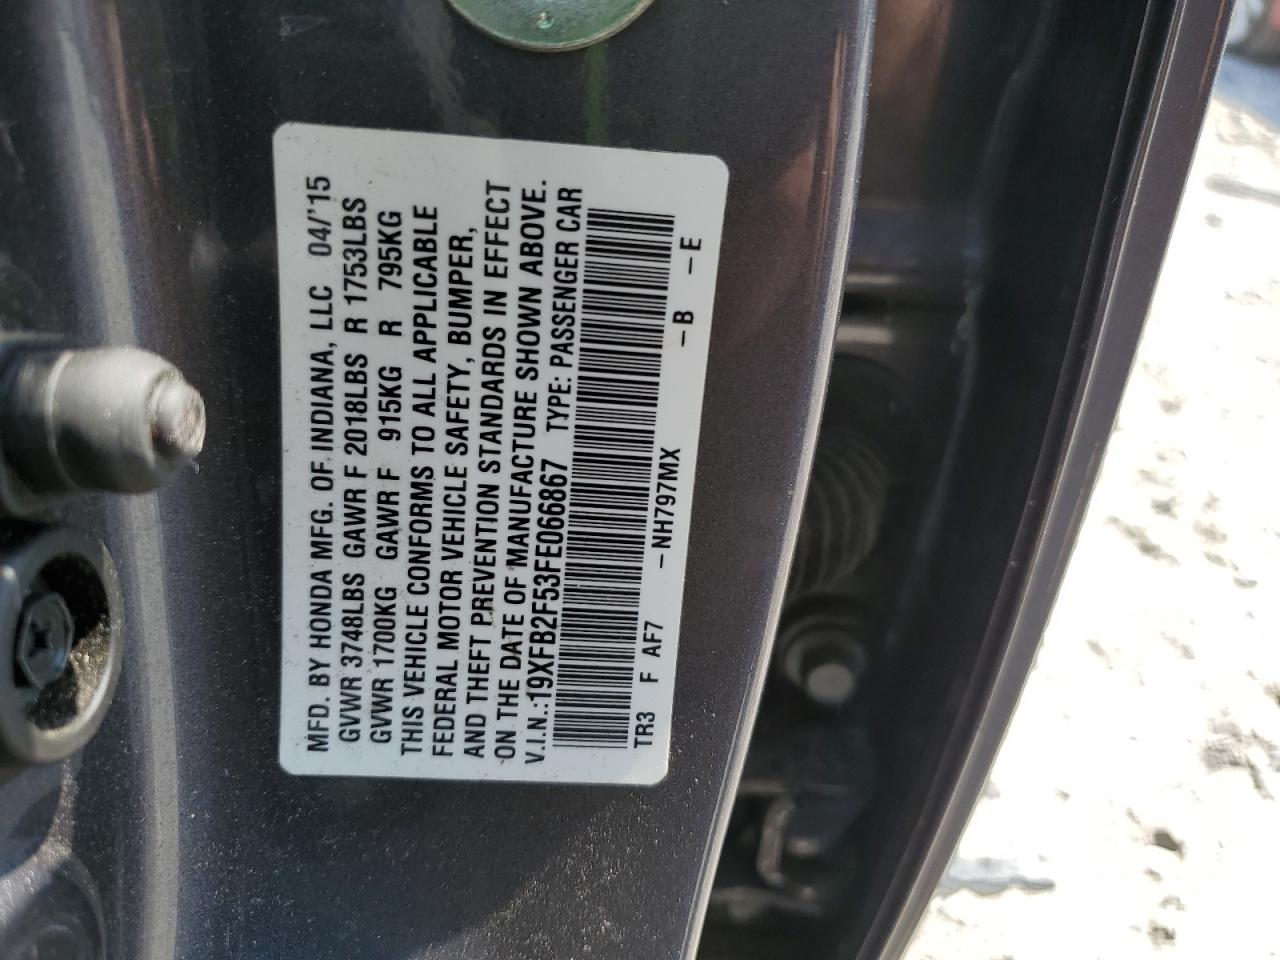 MFD. BY HONDA MFG. OF INDIANA, LLC 04/'15
GVWR 3748LBS GAWR F 2018LBS R 1753LBS
GVWR 1700KG GAWR F 915KG R 795KG
THIS VEHICLE CONFORMS TO ALL APPLICABLE
FEDERAL MOTOR VEHICLE SAFETY, BUMPER,
AND THEFT PREVENTION STANDARDS IN EFFECT
ON THE DATE OF MANUFACTURE SHOWN ABOVE.
V.I.N.:19XFB2F53FE066867 TYPE: PASSENGER CAR
TR3 F AF7 –NH797MX –B –E